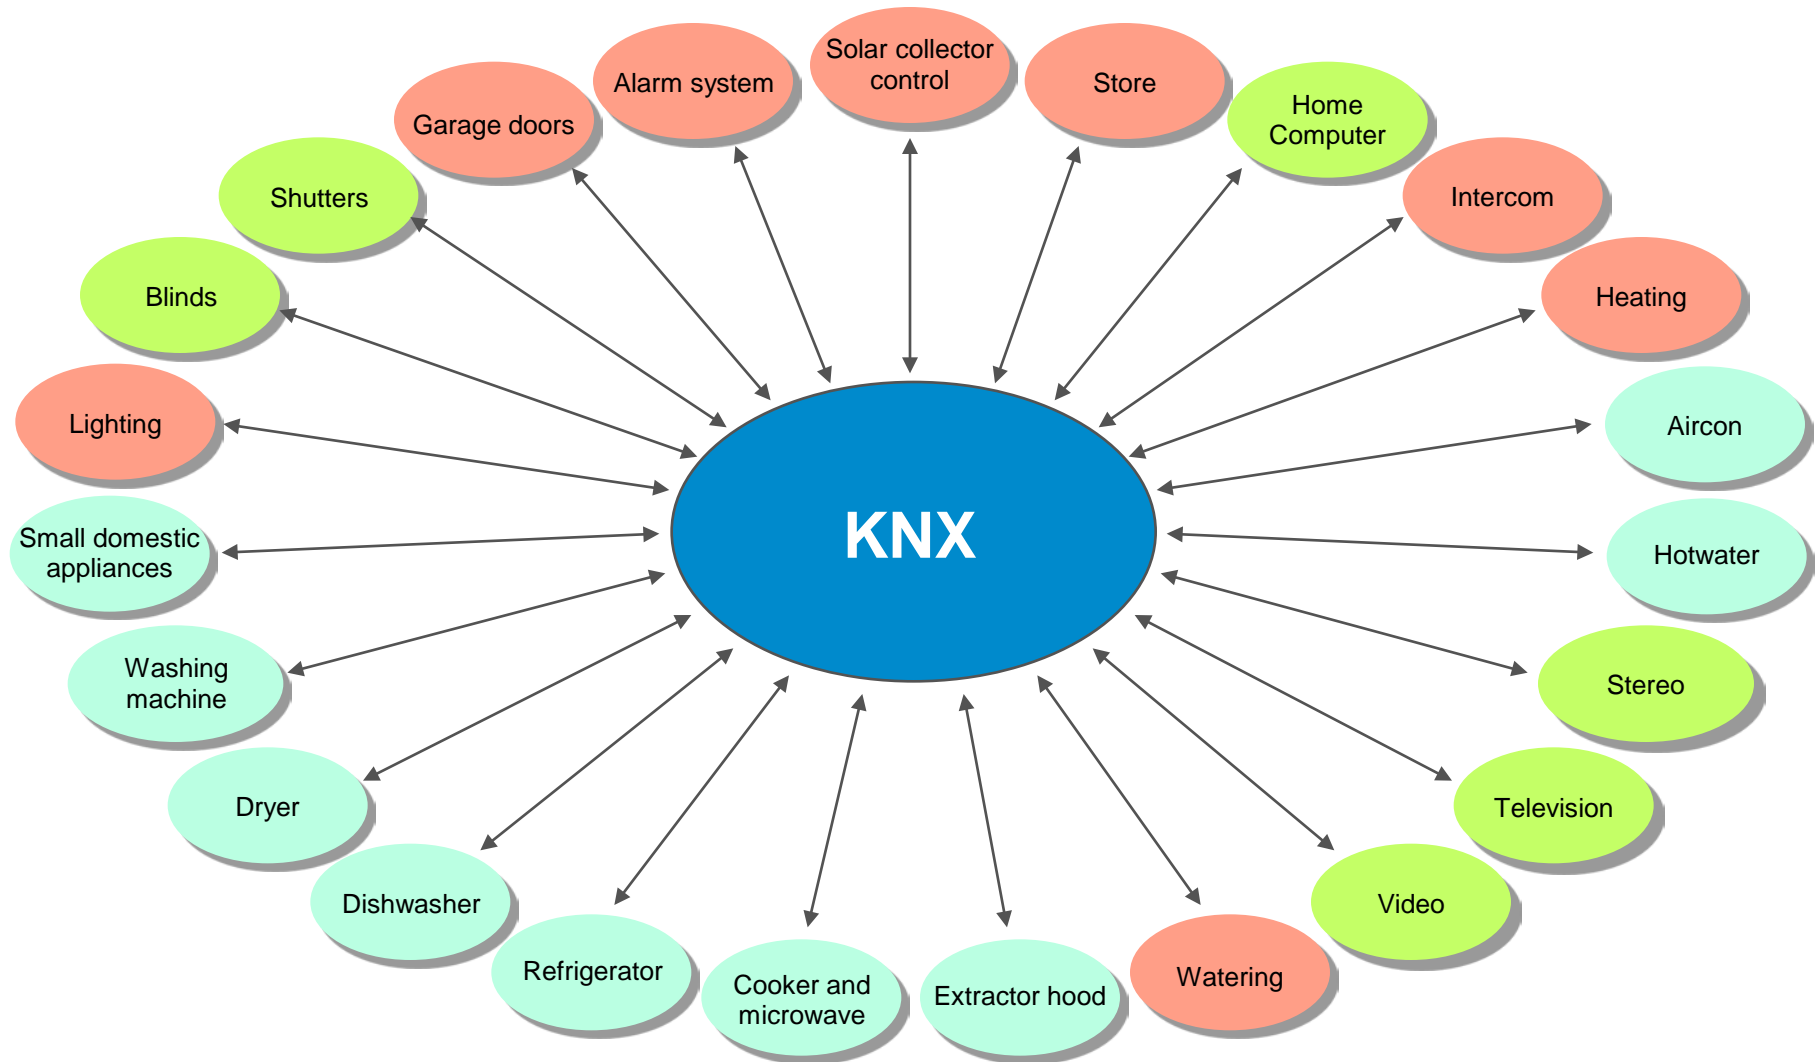 Solar collector
control
Alarm system
Store
Garage doors
Home
Computer
Shutters
Intercom
Blinds
Heating
Lighting
Aircon
Small domestic
appliances
KNX
Hotwater
Washing
machine
Stereo
Dryer
Television
Dishwasher
Video
Refrigerator
Cooker and
microwave
Extractor hood
Watering